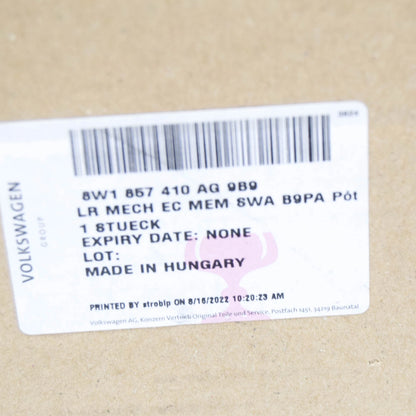 VOLKSWAGEN
GROUP
8W1 857 410 AG 9B9
LR MECH EC MEM SWA B9PA Pót
1 STUECK
EXPIRY DATE: NONE
LOT:
MADE IN HUNGARY
PRINTED BY stroblp ON 8/16/2022 10:20:23 AM
Volkswagen AG, Konzern Vertrieb Original Teile und Service, Postfach 1451, 34219 Baunatal